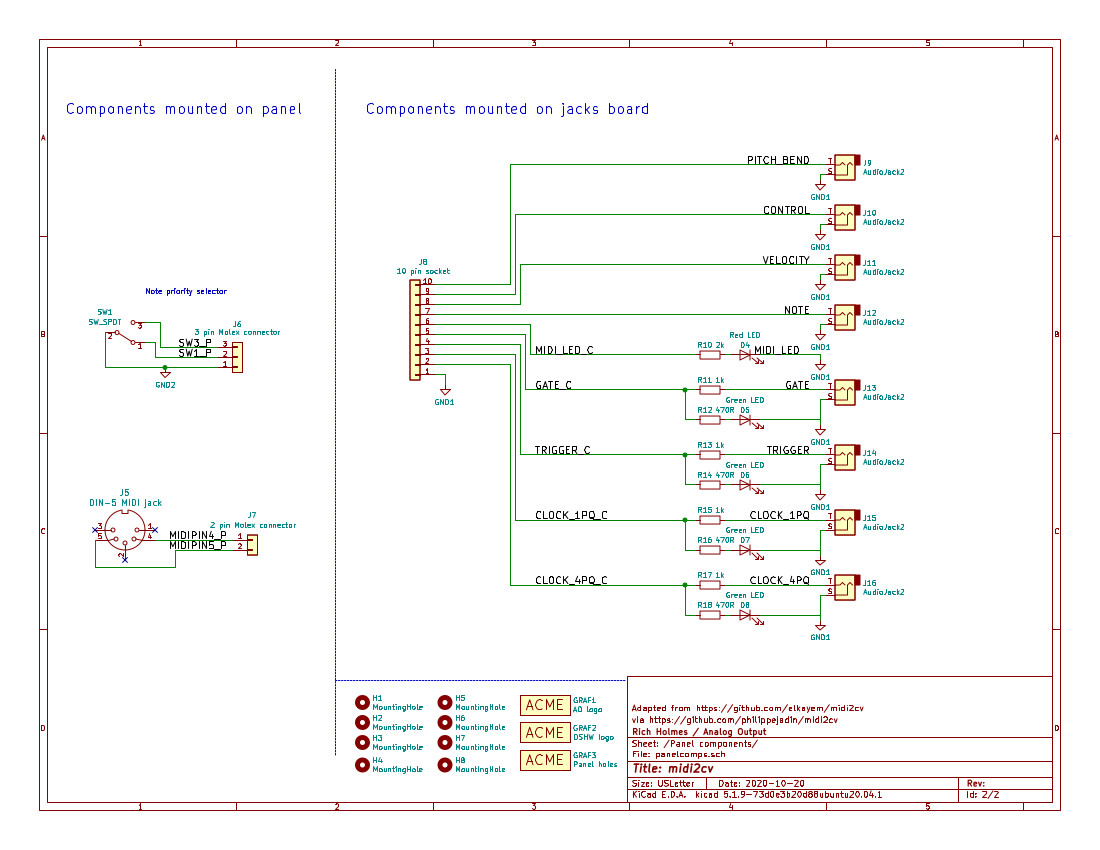 1 2 3 4 5
A
B
C
D
Components mounted on panel
Note priority selector
SW1
SW_SPDT
3
2
1
J6
3 pin Molex connector
SW3_P 3
SW1_P 2
1
GND2
J5
DIN-5 MIDI jack
3 1
5 4
2
J7
2 pin Molex connector
MIDIPIN4_P 1
MIDIPIN5_P 2
Components mounted on jacks board
J8
10 pin socket
10
9
8
7
6
5
4
3
2
1
GND1
PITCH_BEND T J9
S AudioJack2
GND1
CONTROL T J10
S AudioJack2
GND1
VELOCITY T J11
S AudioJack2
GND1
NOTE T J12
S AudioJack2
GND1
Red LED
MIDI_LED_C R10 2k D4 MIDI_LED
GND1
GATE_C R11 1k GATE T J13
S AudioJack2
Green LED
R12 470R D5
GND1
TRIGGER_C R13 1k TRIGGER T J14
S AudioJack2
Green LED
R14 470R D6
GND1
CLOCK_1PQ_C R15 1k CLOCK_1PQ T J15
S AudioJack2
Green LED
R16 470R D7
GND1
CLOCK_4PQ_C R17 1k CLOCK_4PQ T J16
S AudioJack2
Green LED
R18 470R D8
GND1
H1
MountingHole
H2
MountingHole
H3
MountingHole
H4
MountingHole
H5
MountingHole
H6
MountingHole
H7
MountingHole
H8
MountingHole
ACME GRAF1
AO logo
ACME GRAF2
OSHW logo
ACME GRAF3
Panel holes
Adapted from https://github.com/elkayem/midi2cv
via https://github.com/philippejadin/midi2cv
Rich Holmes / Analog Output
Sheet: /Panel components/
File: panelcomps.sch
Title: midi2cv
Size: USLetter Date: 2020-10-20 Rev:
KiCad E.D.A. kicad 5.1.9-73d0e3b20d88ubuntu20.04.1 Id: 2/2
A
B
C
D
1 2 3 4 5